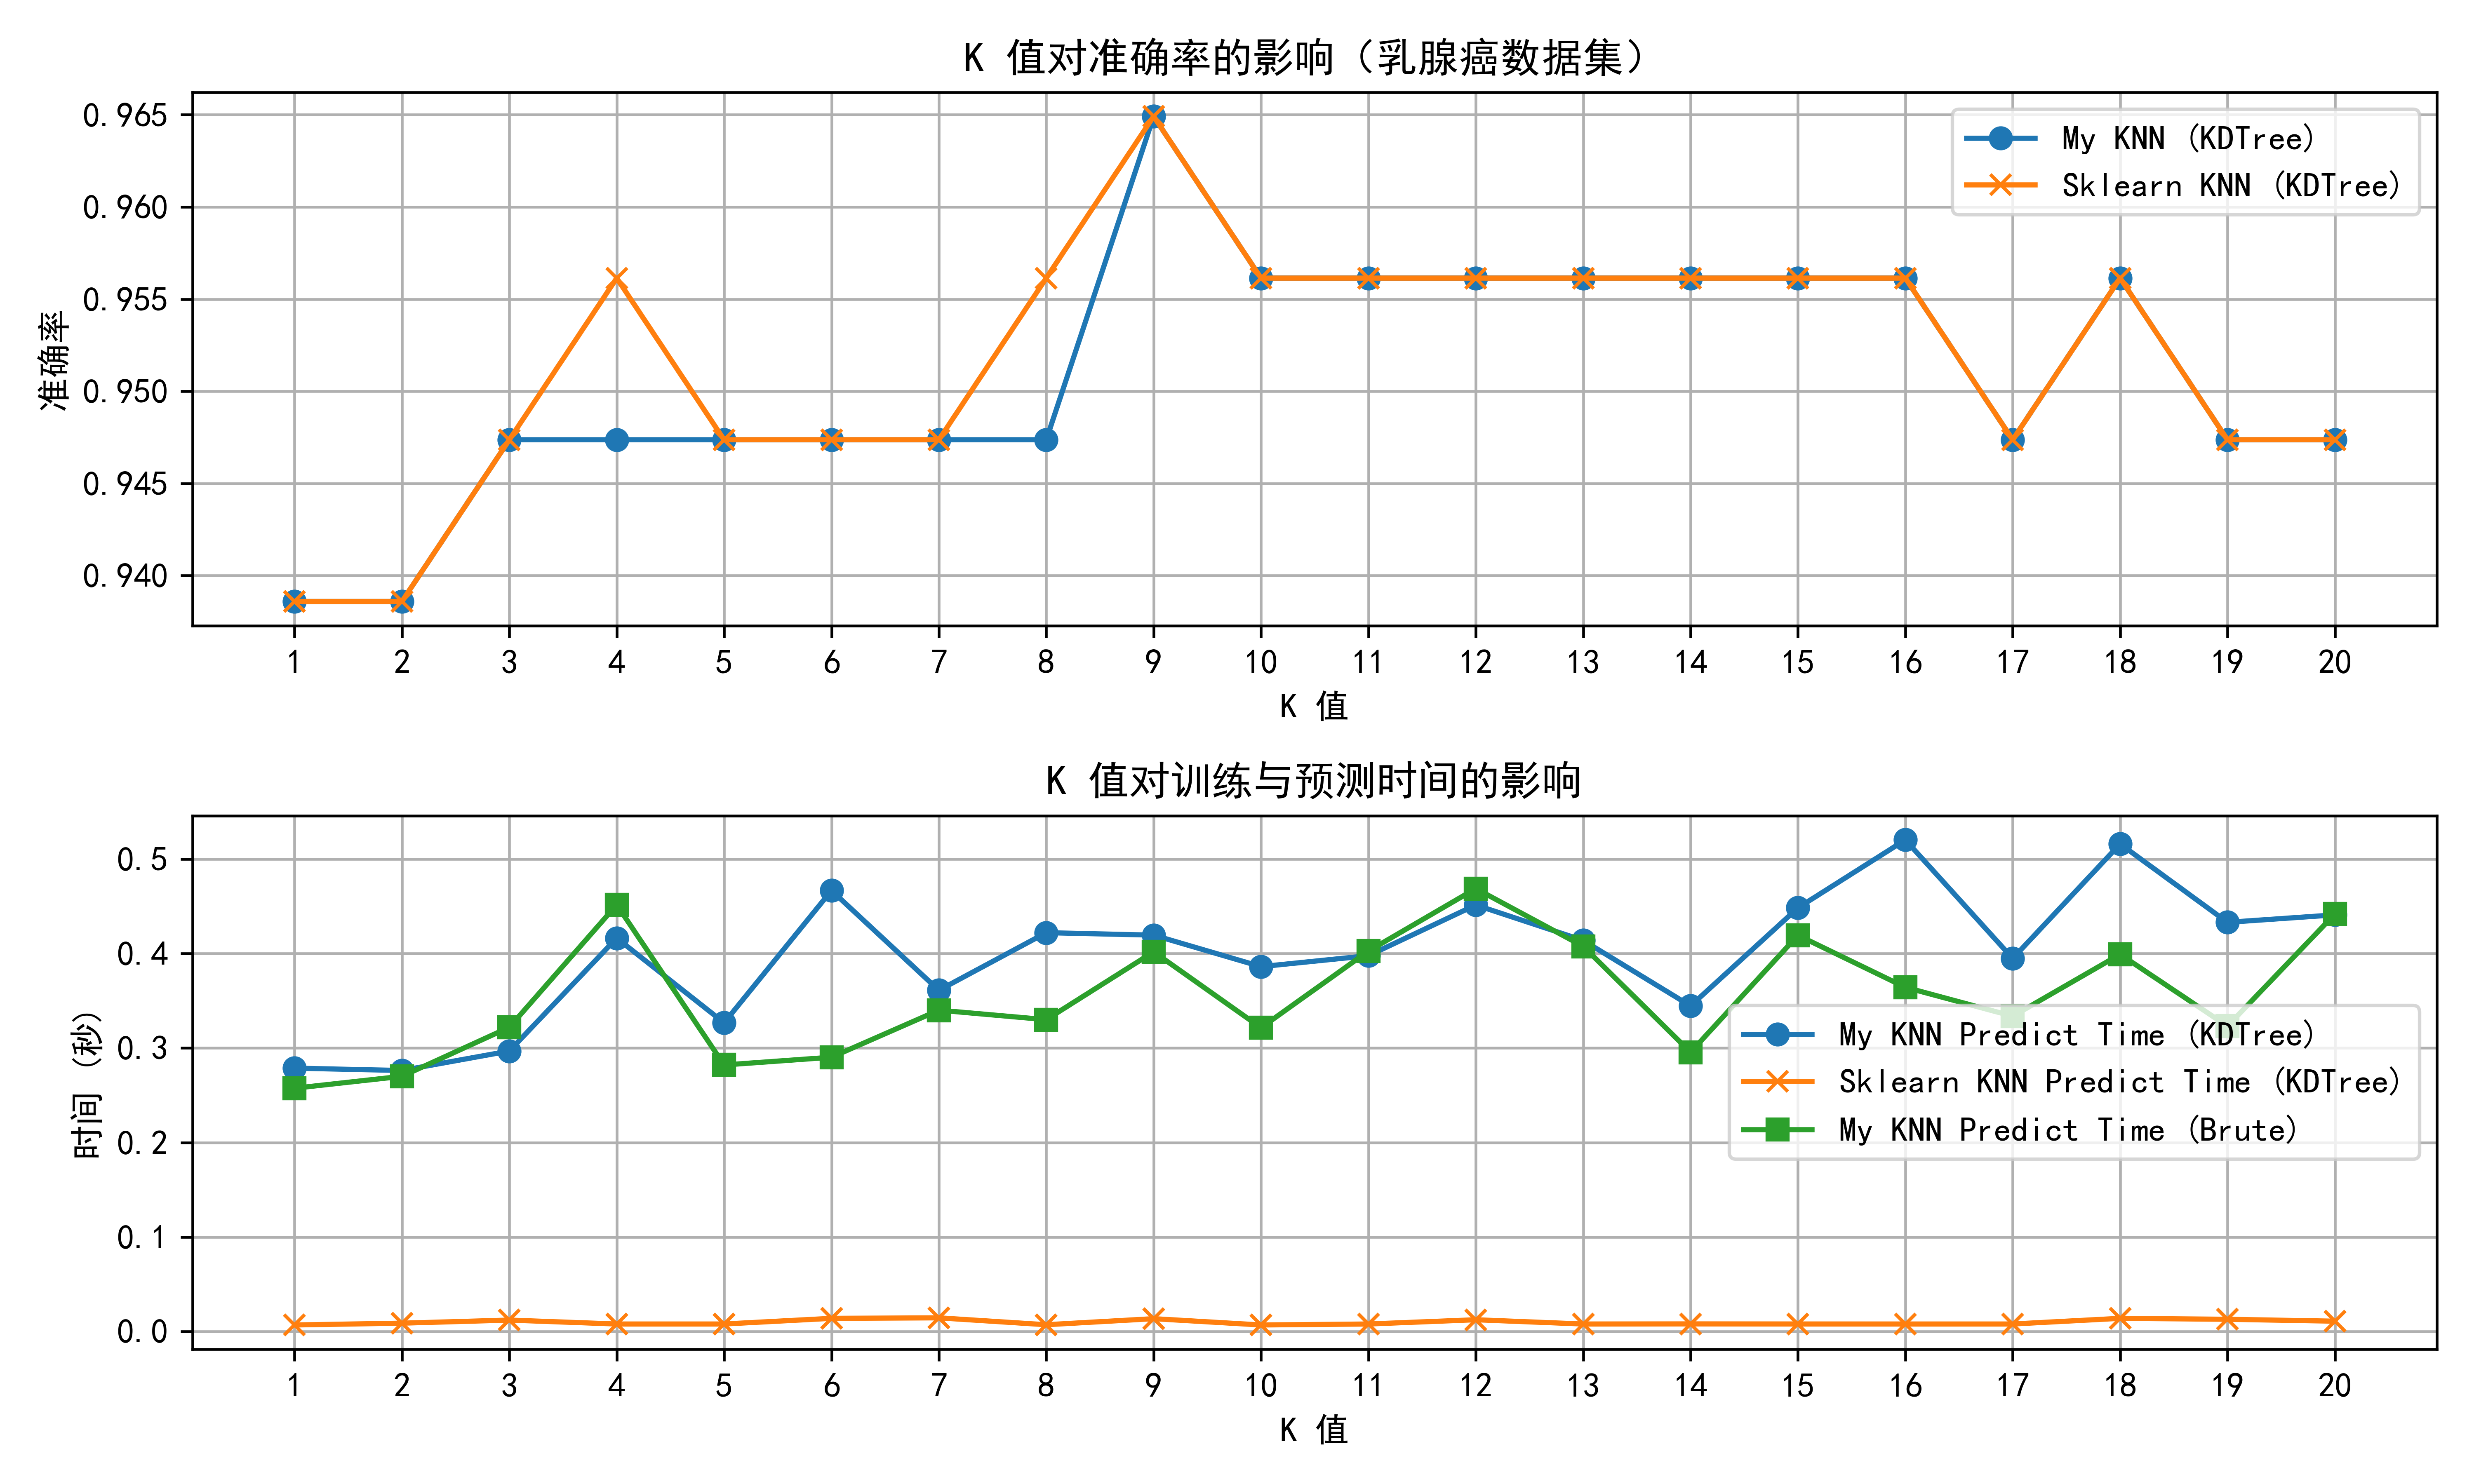 K 值对准确率的影响（乳腺癌数据集）
准确率
0.965
0.960
0.955
0.950
0.945
0.940
My KNN (KDTree)
Sklearn KNN (KDTree)
1 2 3 4 5 6 7 8 9 10 11 12 13 14 15 16 17 18 19 20
K 值
K 值对训练与预测时间的影响
时间 (秒)
0.5
0.4
0.3
0.2
0.1
0.0
My KNN Predict Time (KDTree)
Sklearn KNN Predict Time (KDTree)
My KNN Predict Time (Brute)
1 2 3 4 5 6 7 8 9 10 11 12 13 14 15 16 17 18 19 20
K 值